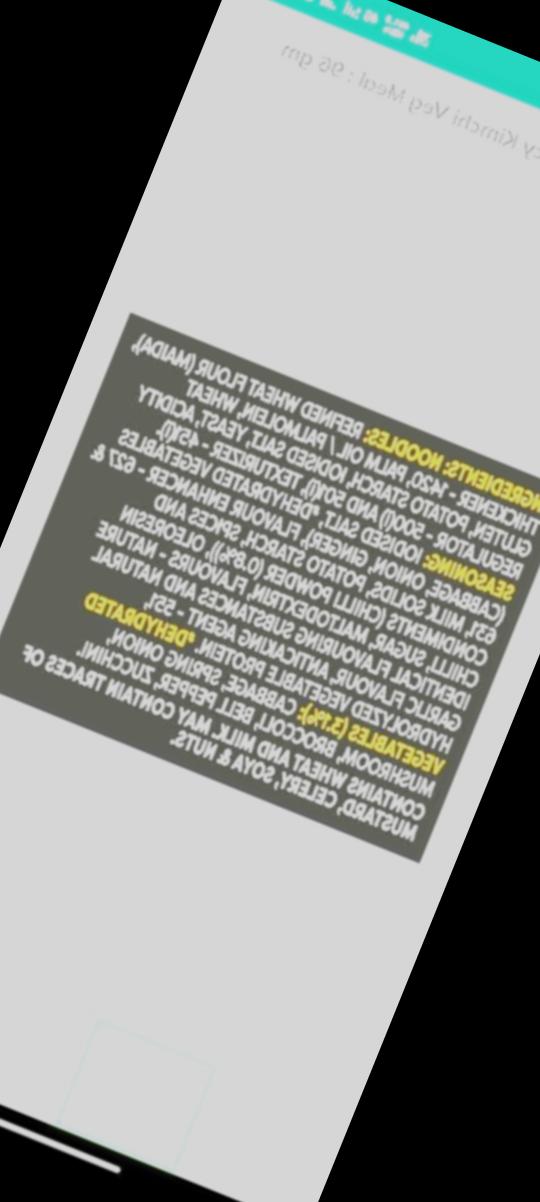 cy Kimchi Veg Meal : 96 gm
INGREDIENTS: NOODLES: REFINED WHEAT FLOUR (MAIDA),
THICKENER - 1420, PALM OIL / PALMOLEIN, WHEAT
GLUTEN, POTATO STARCH, IODISED SALT, YEAST, ACIDITY
REGULATOR - 500(I) AND 501(I), TEXTURIZER - 451(I).
SEASONING: IODISED SALT, *DEHYDRATED VEGETABLES
(CABBAGE, ONION, GINGER), FLAVOUR ENHANCER - 627 &
631, MILK SOLIDS, POTATO STARCH, SPICES AND
CONDIMENTS (CHILLI POWDER (0.8%)), OLEORESIN
CHILLI, SUGAR, MALTODEXTRIN, FLAVOURS - NATURE
IDENTICAL FLAVOURING SUBSTANCES AND NATURAL
GARLIC FLAVOUR, ANTICAKING AGENT - 551,
HYDROLYZED VEGETABLE PROTEIN. *DEHYDRATED
VEGETABLES (3.1%): CABBAGE, SPRING ONION,
MUSHROOM, BROCCOLI, BELL PEPPER, ZUCCHINI.
CONTAINS WHEAT AND MILK. MAY CONTAIN TRACES OF
MUSTARD, CELERY, SOYA & NUTS.